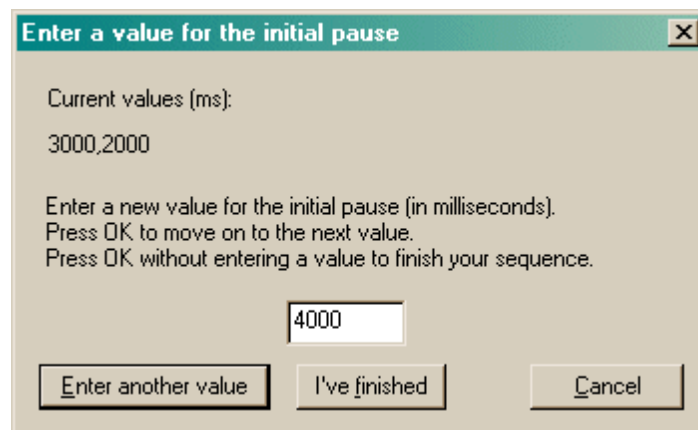 Enter a value for the initial pause
Current values (ms):
3000,2000
Enter a new value for the initial pause (in milliseconds).
Press OK to move on to the next value.
Press OK without entering a value to finish your sequence.
4000
Enter another value
I've finished
Cancel